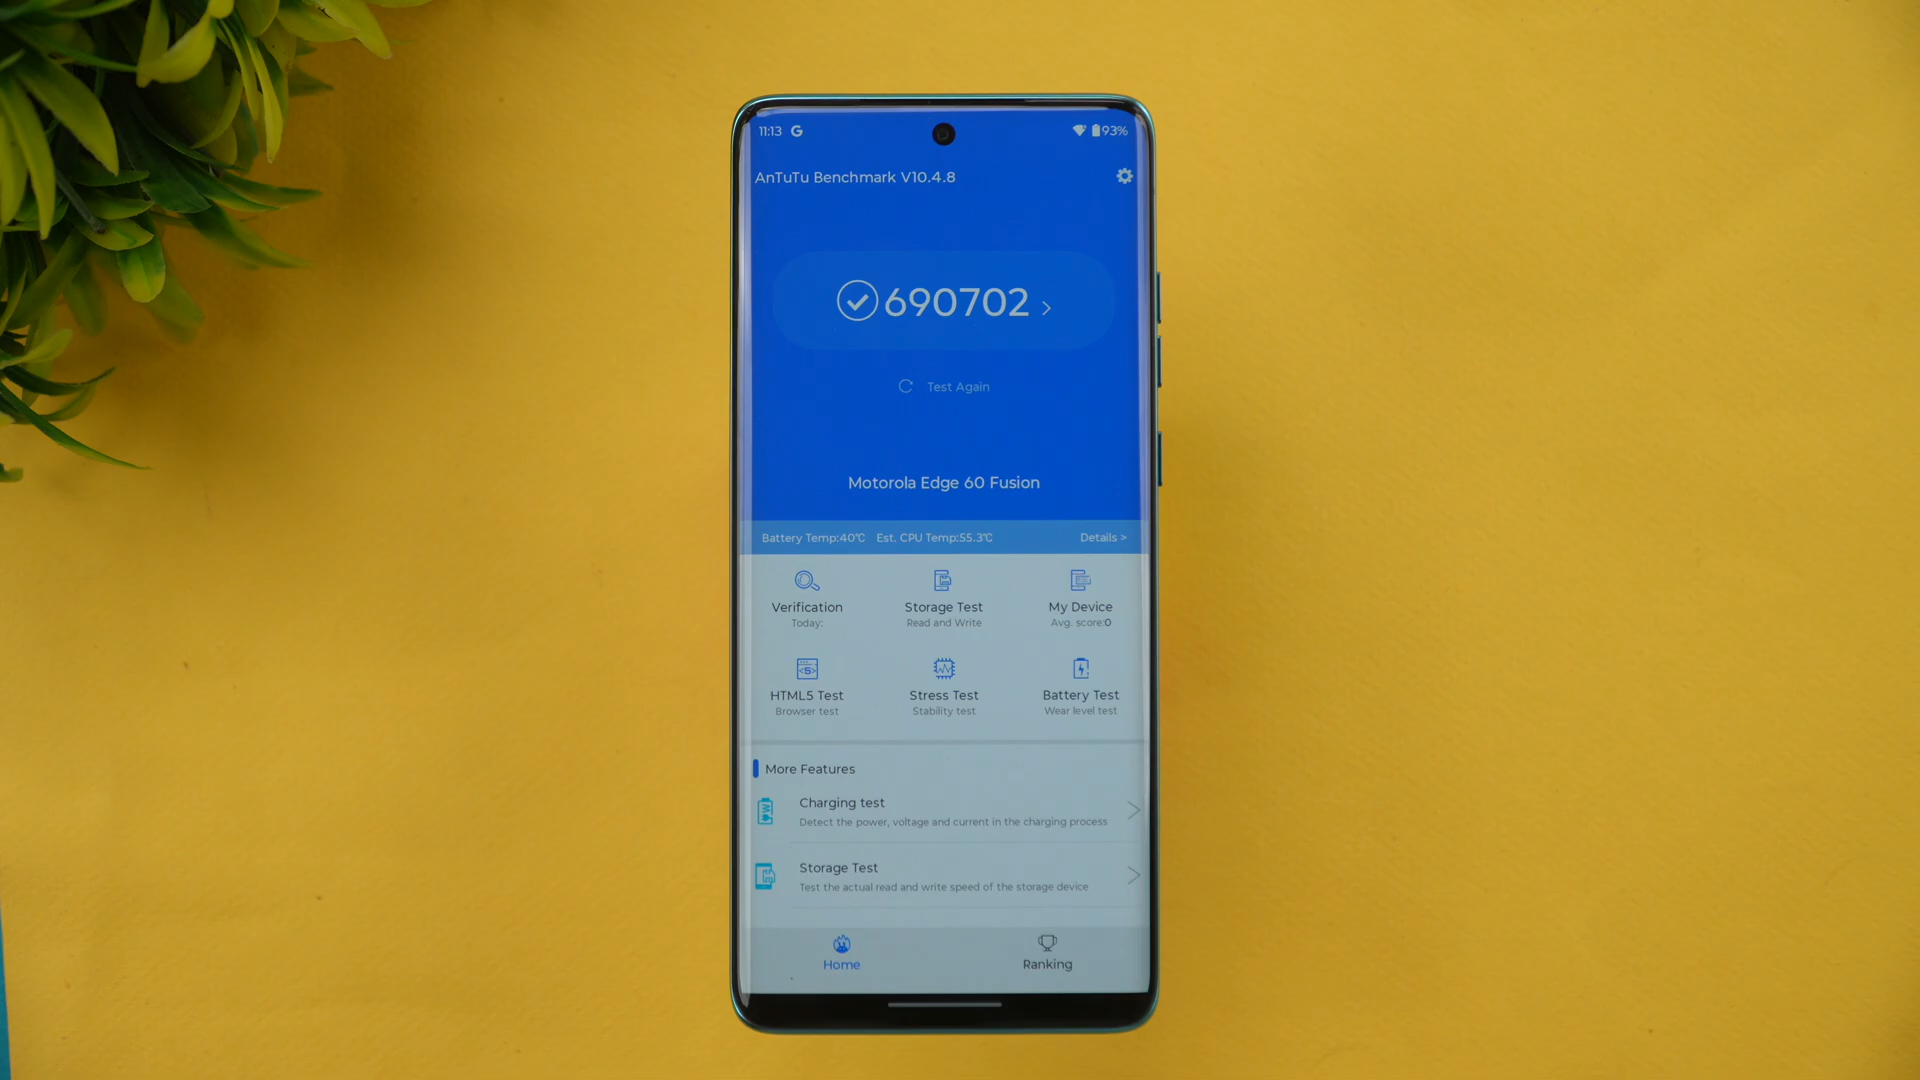 11:13 G 93%
AnTuTu Benchmark V10.4.8
690702 >
Test Again
Motorola Edge 60 Fusion
Battery Temp:40℃ Est. CPU Temp:55.3℃ Details >
Verification Storage Test My Device
Today: Read and Write Avg. score:0
HTML5 Test Stress Test Battery Test
Browser test Stability test Wear level test
More Features
Charging test
Detect the power, voltage and current in the charging process
Storage Test
Test the actual read and write speed of the storage device
Home Ranking